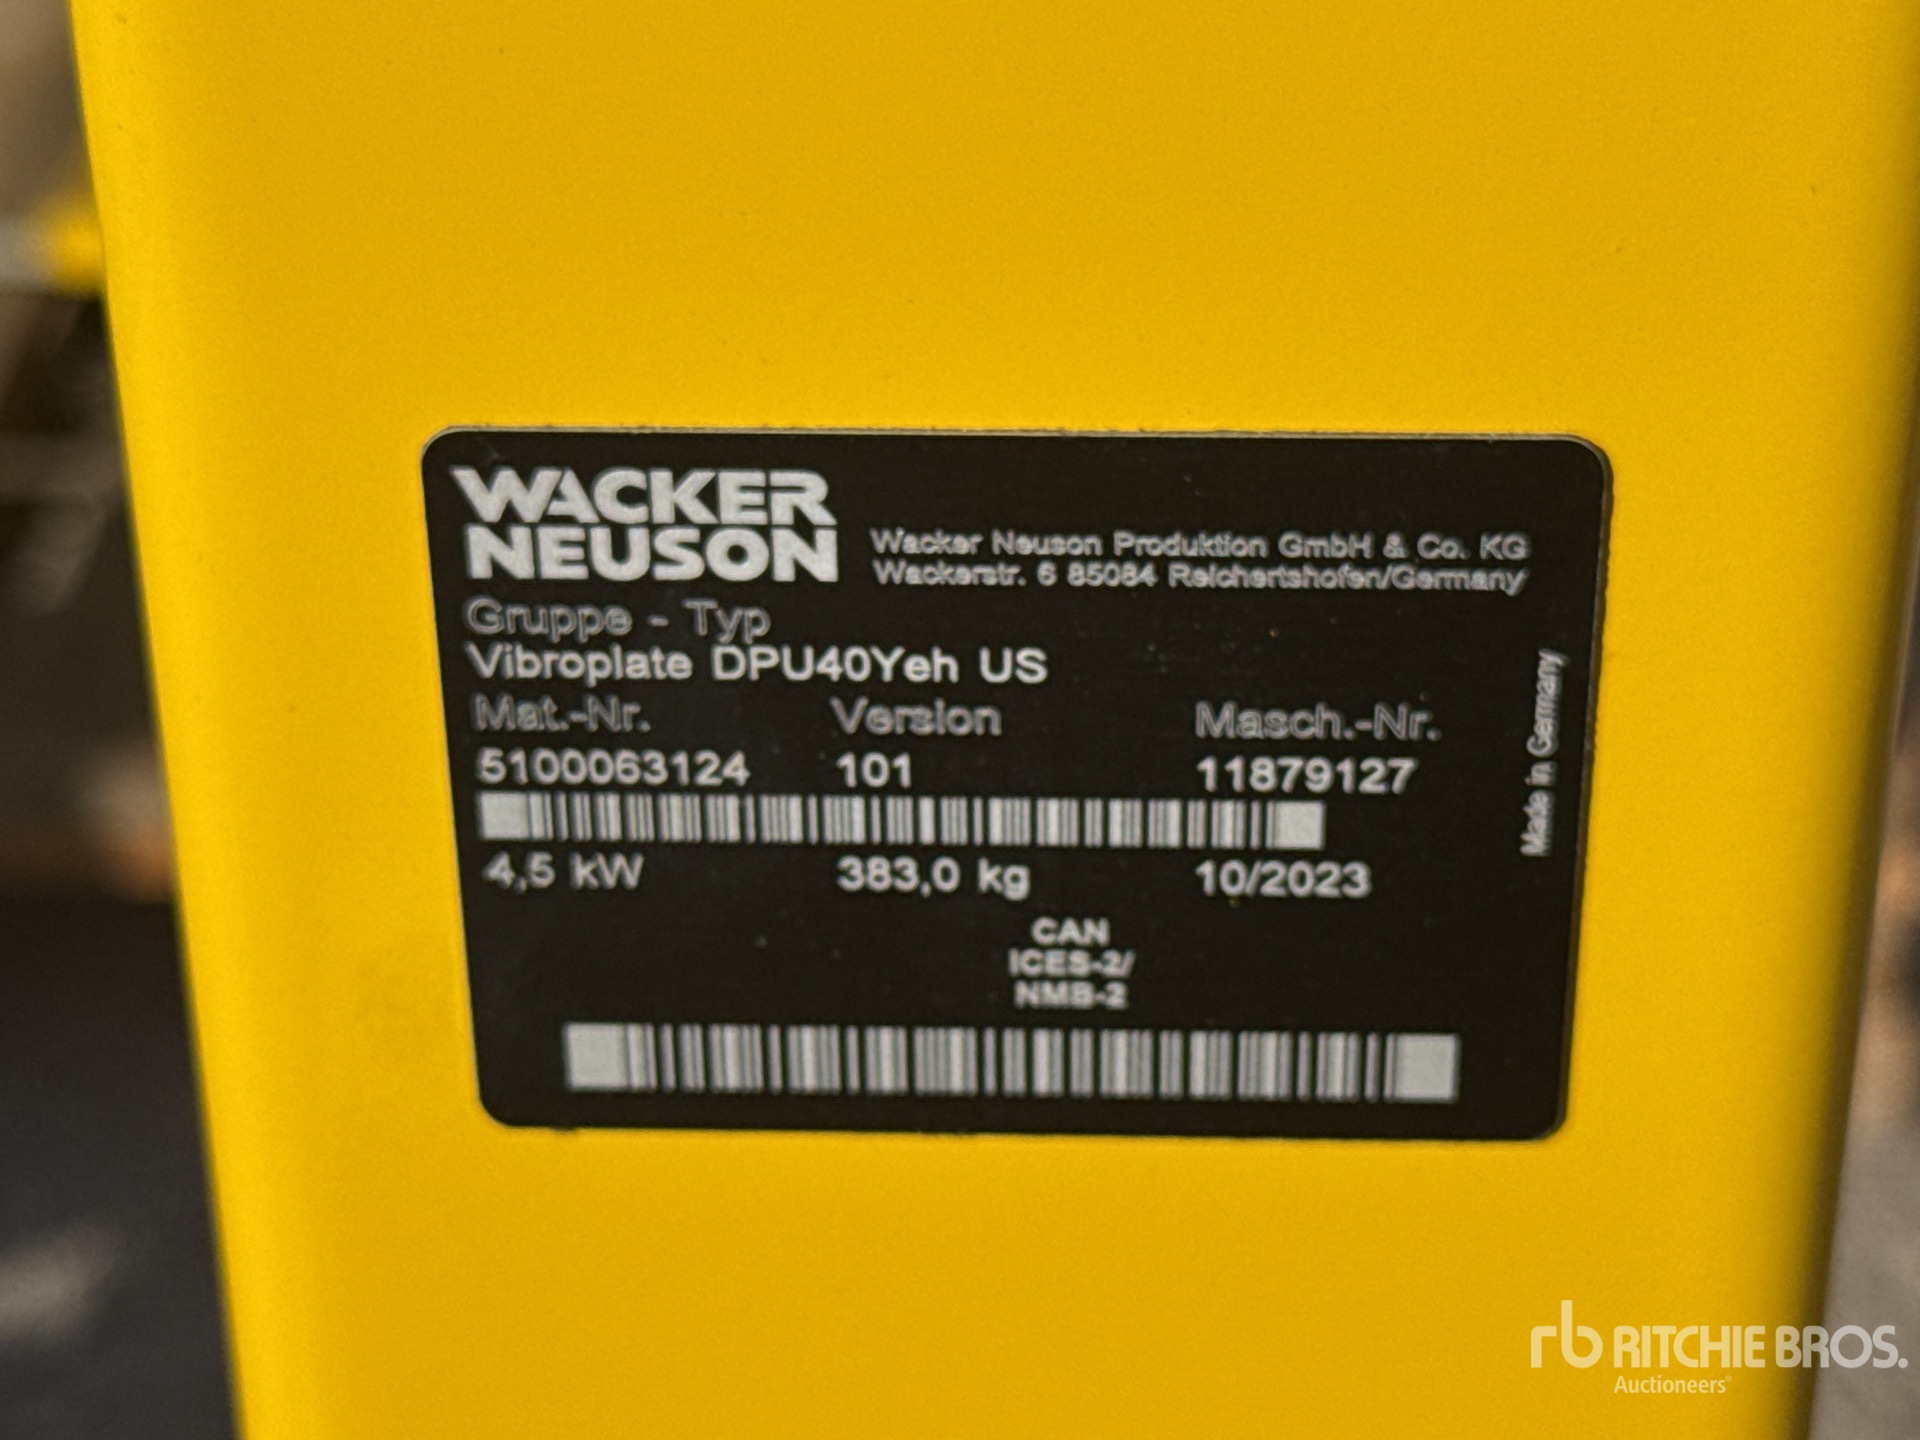 WACKER
NEUSON
Wacker Neuson Produktion GmbH & Co. KG
Wackerstr. 6 85084 Reichertshofen/Germany
Gruppe - Typ
Vibroplate DPU40Yeh US
Mat.-Nr. Version Masch.-Nr.
5100063124 101 11879127
4,5 kW 383,0 kg 10/2023
CAN
ICES-2/
NMB-2
Made in Germany
rb RITCHIE BROS.
Auctioneers